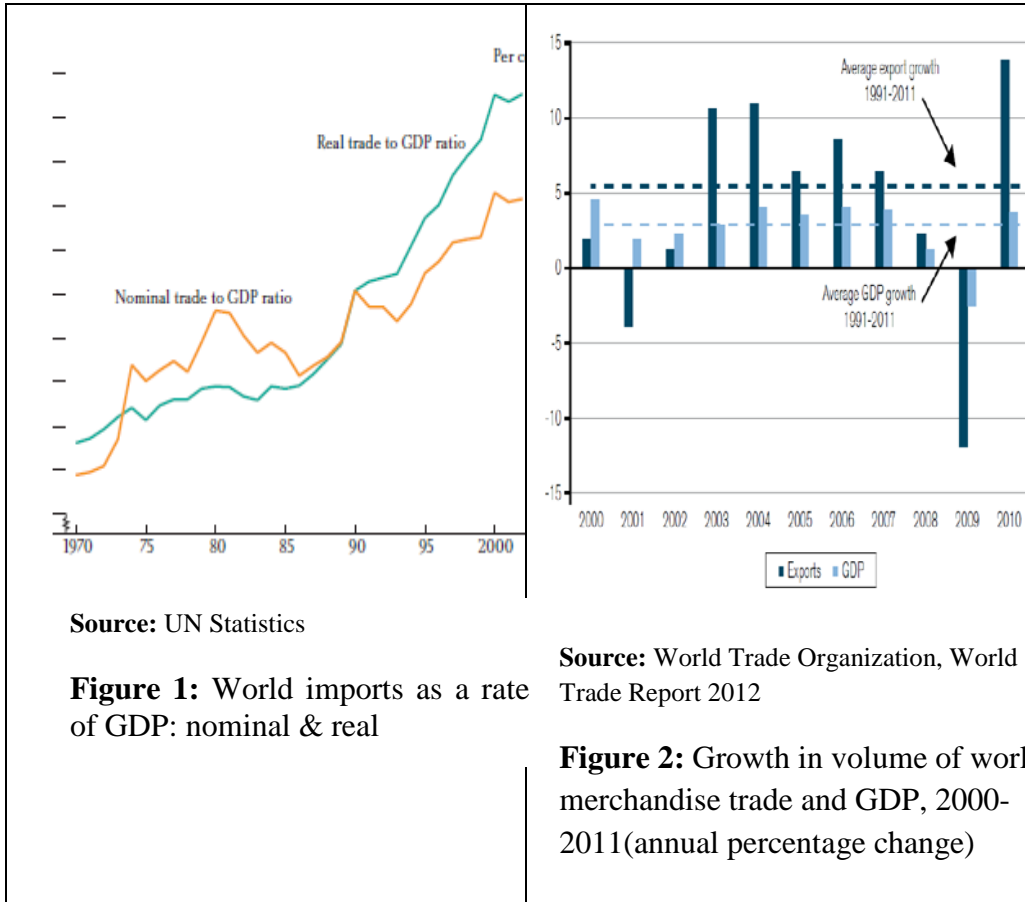 Per c
Real trade to GDP ratio
Nominal trade to GDP ratio
1970 75 80 85 90 95 2000
Source: UN Statistics
Figure 1: World imports as a rate
of GDP: nominal & real
15
10
5
0
-5
-10
-15
Average export growth
1991-2011
Average GDP growth
1991-2011
2000 2001 2002 2003 2004 2005 2006 2007 2008 2009 2010
Exports GDP
Source: World Trade Organization, World
Trade Report 2012
Figure 2: Growth in volume of worl
merchandise trade and GDP, 2000-
2011(annual percentage change)